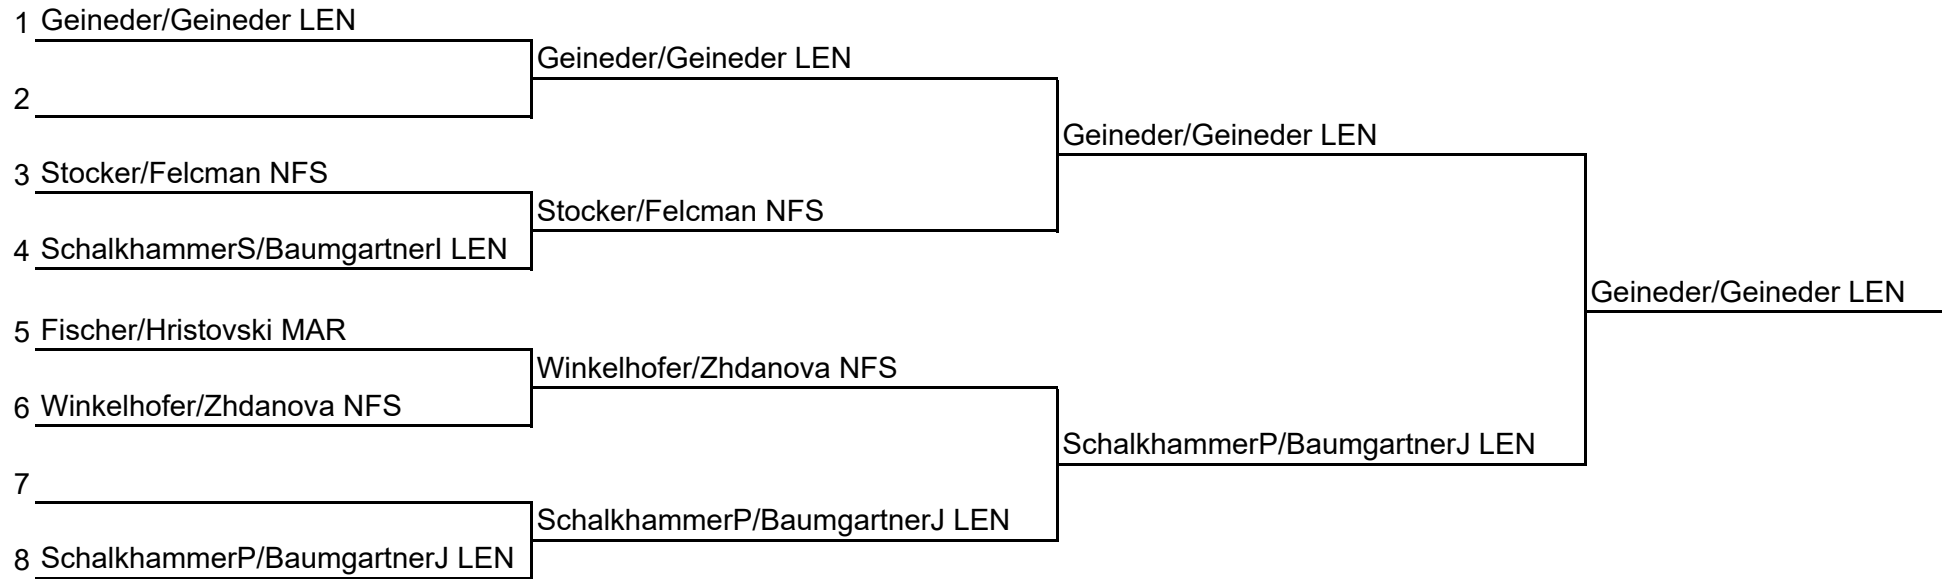 1 Geineder/Geineder LEN
Geineder/Geineder LEN
2
Geineder/Geineder LEN
3 Stocker/Felcman NFS
Stocker/Felcman NFS
4 SchalkhammerS/BaumgartnerI LEN
Geineder/Geineder LEN
5 Fischer/Hristovski MAR
Winkelhofer/Zhdanova NFS
6 Winkelhofer/Zhdanova NFS
SchalkhammerP/BaumgartnerJ LEN
7
SchalkhammerP/BaumgartnerJ LEN
8 SchalkhammerP/BaumgartnerJ LEN